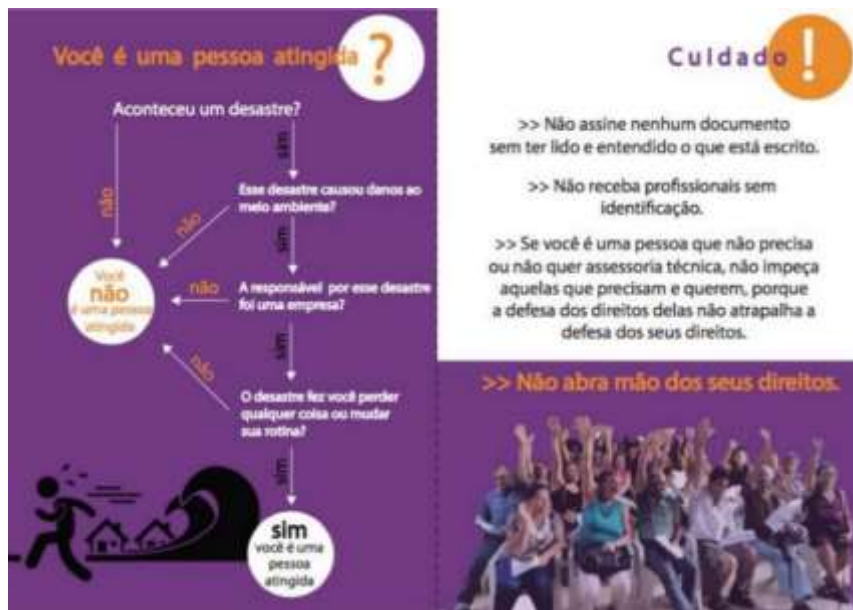 Você é uma pessoa atingida ?
Aconteceu um desastre?
não
sim
Esse desastre causou danos ao
meio ambiente?
não
sim
A responsável por esse desastre
foi uma empresa?
não
sim
O desastre fez você perder
qualquer coisa ou mudar
sua rotina?
não
sim
Você
não
é uma pessoa
atingida
sim
você é uma
pessoa
atingida
Cuidado !
>> Não assine nenhum documento
sem ter lido e entendido o que está escrito.
>> Não receba profissionais sem
identificação.
>> Se você é uma pessoa que não precisa
ou não quer assessoria técnica, não impeça
aquelas que precisam e querem, porque
a defesa dos direitos delas não atrapalha a
defesa dos seus direitos.
>> Não abra mão dos seus direitos.